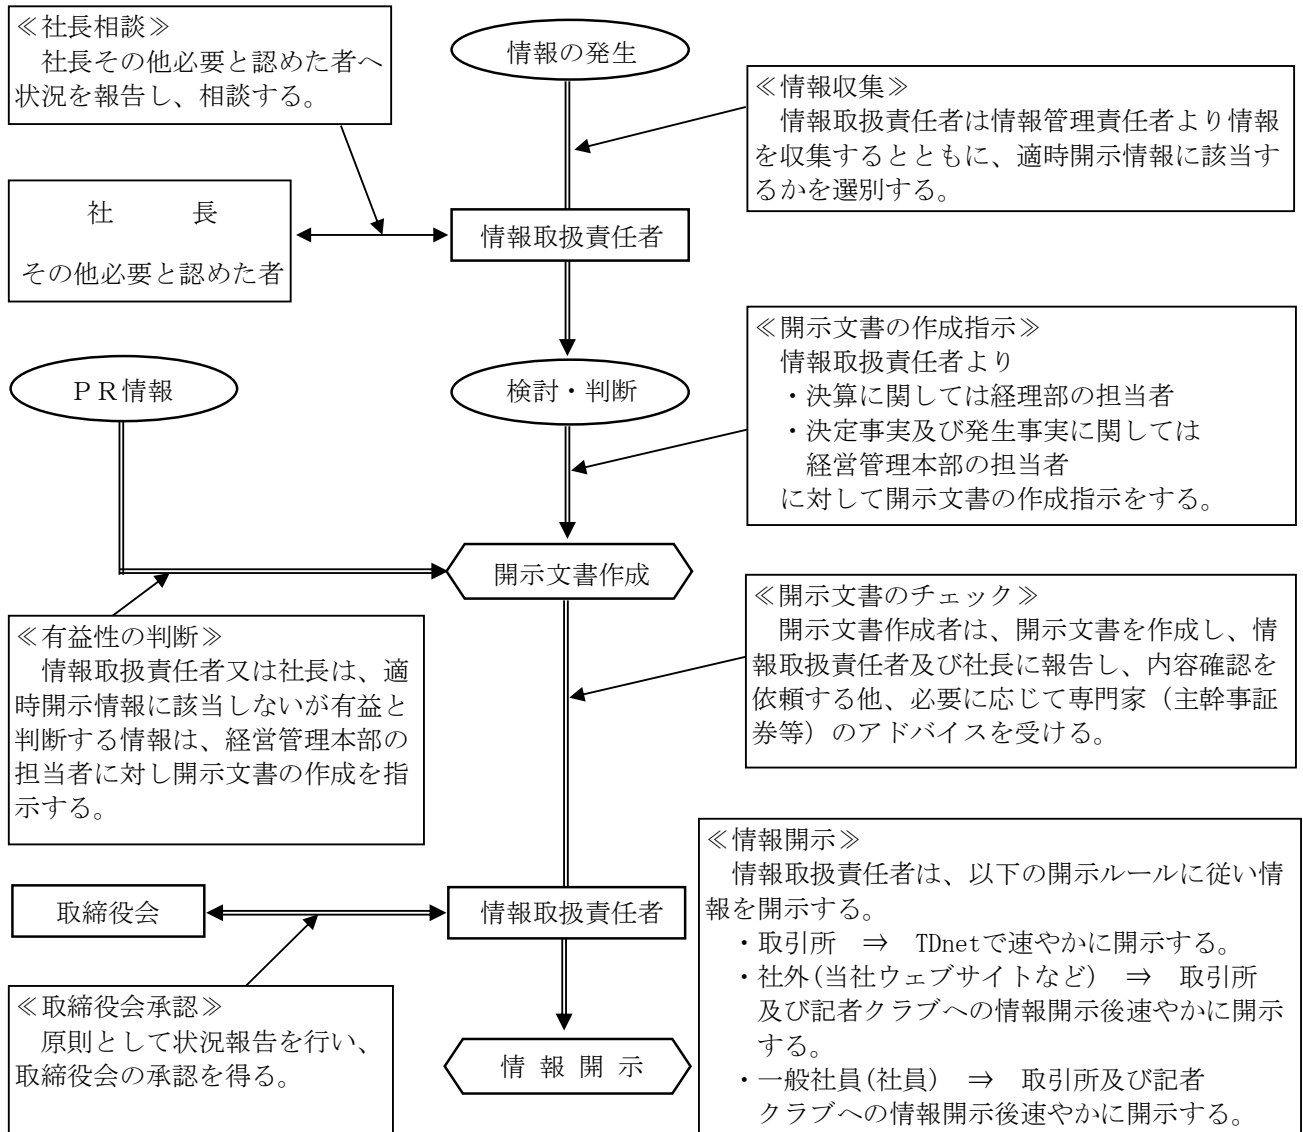 ≪社長相談≫
　社長その他必要と認めた者へ
状況を報告し、相談する。
情報の発生
≪情報収集≫
　情報取扱責任者は情報管理責任者より情報
を収集するとともに、適時開示情報に該当す
るかを選別する。
社　　　長
その他必要と認めた者
情報取扱責任者
≪開示文書の作成指示≫
　情報取扱責任者より
　・決算に関しては経理部の担当者
　・決定事実及び発生事実に関しては
　　経営管理本部の担当者
　に対して開示文書の作成指示をする。
ＰＲ情報
検討・判断
開示文書作成
≪有益性の判断≫
　情報取扱責任者又は社長は、適
時開示情報に該当しないが有益と
判断する情報は、経営管理本部の
担当者に対し開示文書の作成を指
示する。
≪開示文書のチェック≫
　開示文書作成者は、開示文書を作成し、情
報取扱責任者及び社長に報告し、内容確認を
依頼する他、必要に応じて専門家（主幹事証
券等）のアドバイスを受ける。
取締役会
情報取扱責任者
≪情報開示≫
　情報取扱責任者は、以下の開示ルールに従い情
報を開示する。
　・取引所　⇒　TDnetで速やかに開示する。
　・社外(当社ウェブサイトなど)　⇒　取引所
　　及び記者クラブへの情報開示後速やかに開示
　　する。
　・一般社員(社員)　⇒　取引所及び記者
　　クラブへの情報開示後速やかに開示する。
≪取締役会承認≫
　原則として状況報告を行い、
取締役会の承認を得る。
情 報 開 示